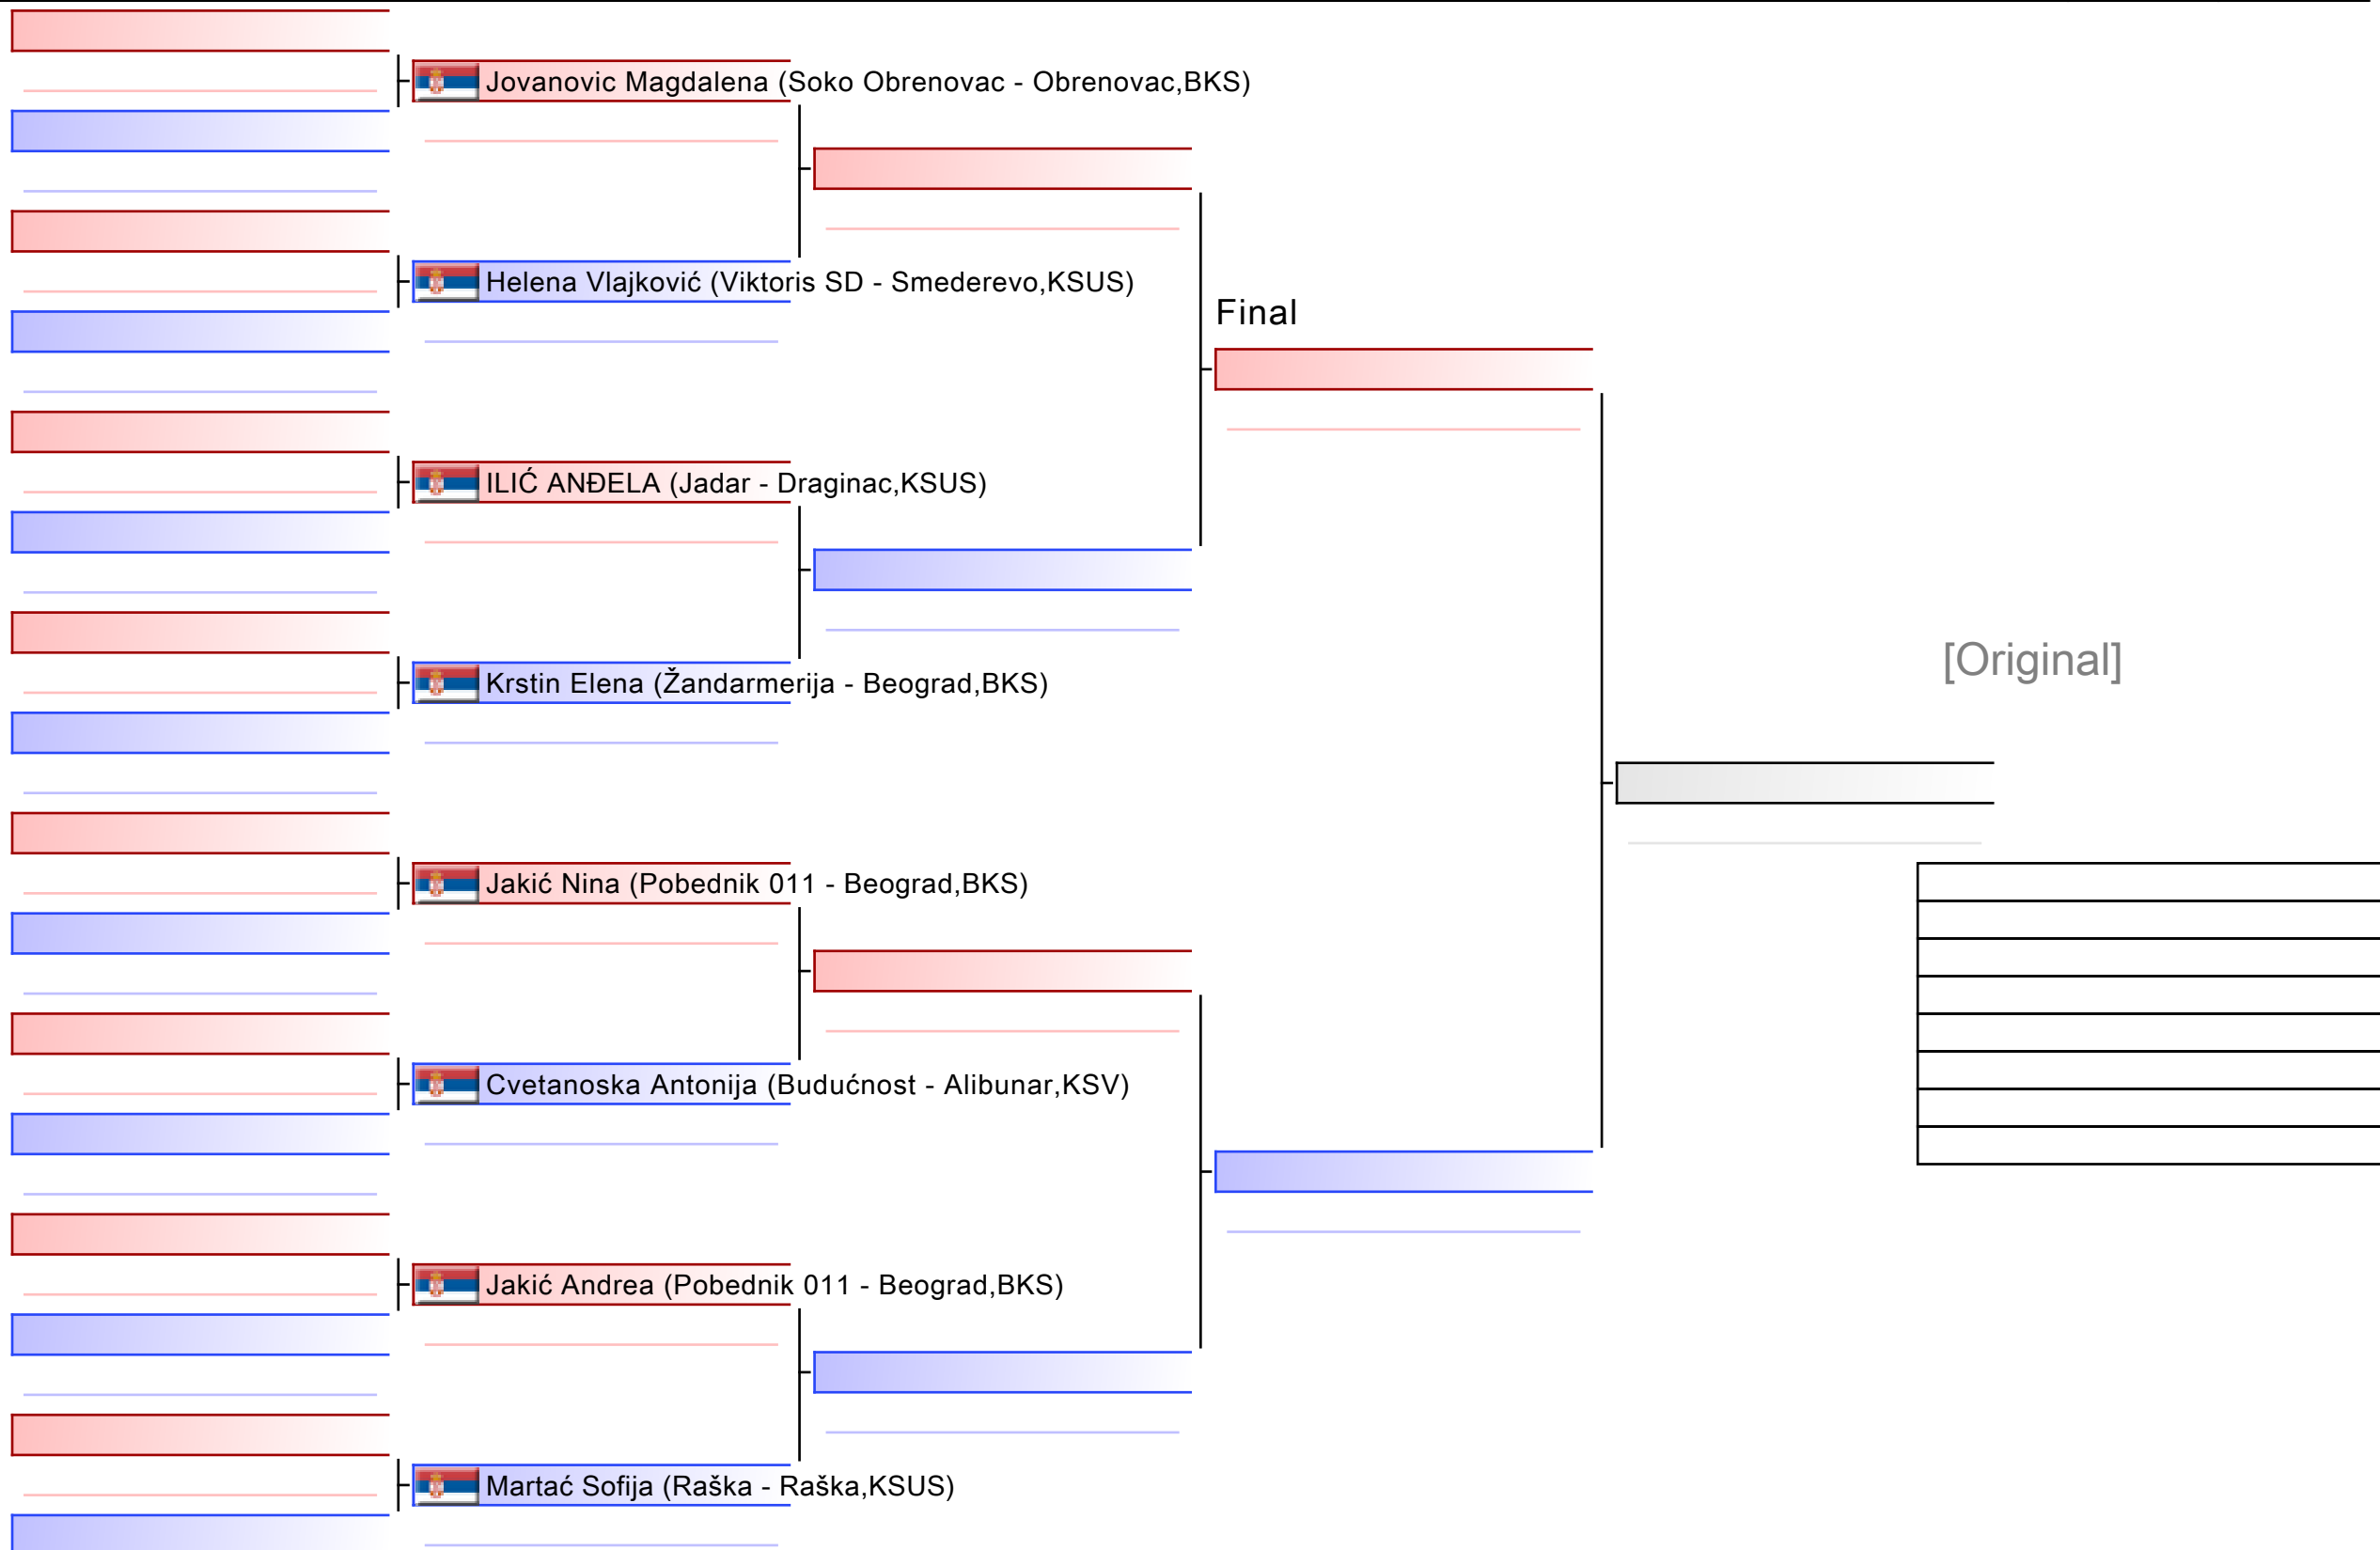 Jovanovic Magdalena (Soko Obrenovac - Obrenovac,BKS)
Helena Vlajković (Viktoris SD - Smederevo,KSUS)
Final
ILIĆ ANĐELA (Jadar - Draginac,KSUS)
[Original]
Krstin Elena (Žandarmerija - Beograd,BKS)
Jakić Nina (Pobednik 011 - Beograd,BKS)
Cvetanoska Antonija (Budućnost - Alibunar,KSV)
Jakić Andrea (Pobednik 011 - Beograd,BKS)
Martać Sofija (Raška - Raška,KSUS)